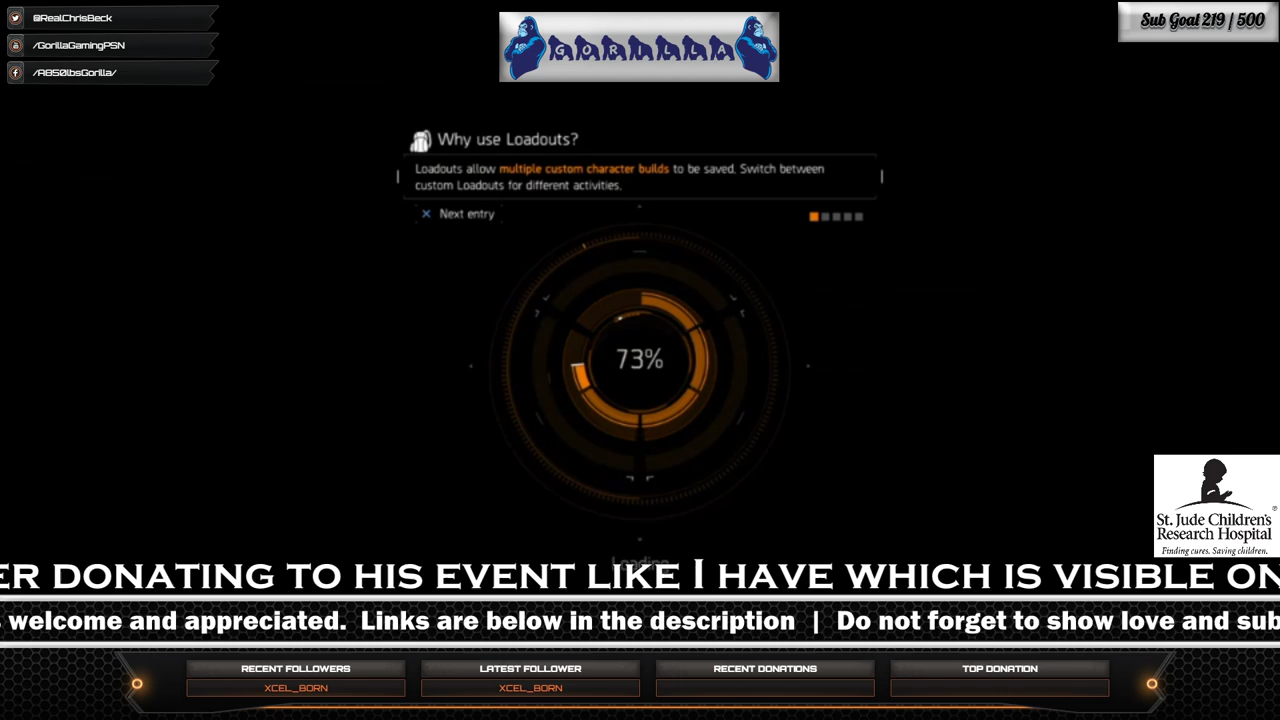 @RealChrisBeck
/GorillaGamingPSN
/A850lbsGorilla/
GORILLA
Sub Goal 219 / 500
Why use Loadouts?
Loadouts allow multiple custom character builds to be saved. Switch between
custom Loadouts for different activities.
Next entry
73%
Loading
St. Jude Children's
Research Hospital
Finding cures. Saving children.
ER DONATING TO HIS EVENT LIKE I HAVE WHICH IS VISIBLE ON
welcome and appreciated. Links are below in the description | Do not forget to show love and sub
RECENT FOLLOWERS
LATEST FOLLOWER
RECENT DONATIONS
TOP DONATION
XCEL_BORN
XCEL_BORN